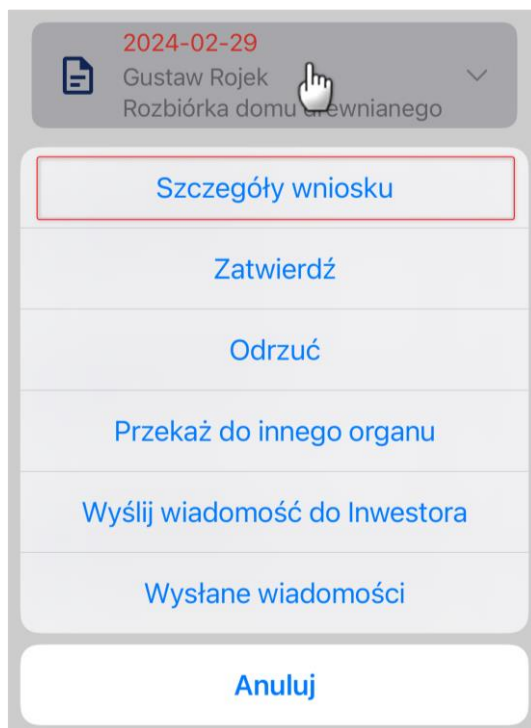 2024-02-29
Gustaw Rojek
Rozbiórka domu drewnianego
Szczegóły wniosku
Zatwierdź
Odrzuć
Przekaż do innego organu
Wyślij wiadomość do Inwestora
Wysłane wiadomości
Anuluj